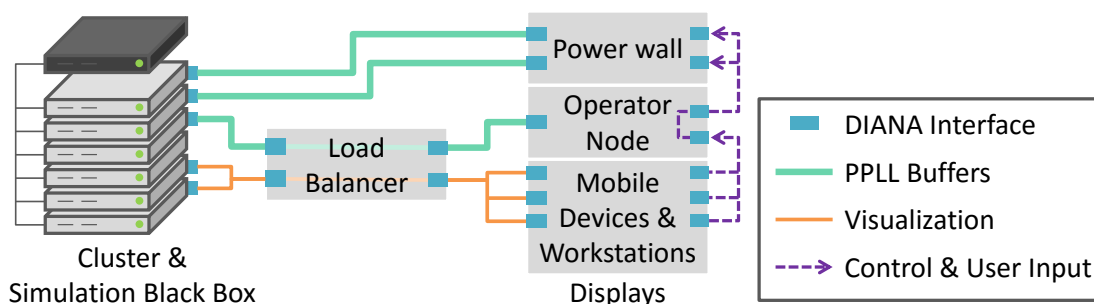 Power wall
Operator
Node
Load
Balancer
Mobile
Devices &
Workstations
Cluster &
Simulation Black Box
Displays
DIANA Interface
PPLL Buffers
Visualization
Control & User Input